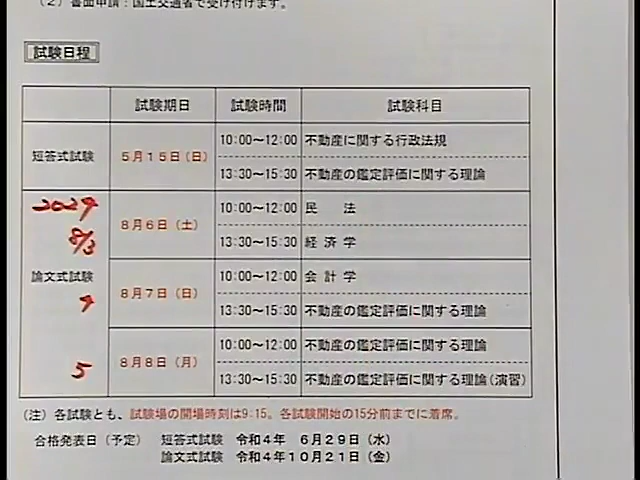 (2) 書面申請：国土交通省で受け付けます。
試験日程
試験期日 試験時間 試験科目
短答式試験 5月15日(日) 10:00～12:00 不動産に関する行政法規
13:30～15:30 不動産の鑑定評価に関する理論
2024
8/3
論文式試験
4
5
8月6日(土) 10:00～12:00 民 法
13:30～15:30 経 済 学
8月7日(日) 10:00～12:00 会 計 学
13:30～15:30 不動産の鑑定評価に関する理論
8月8日(月) 10:00～12:00 不動産の鑑定評価に関する理論
13:30～15:30 不動産の鑑定評価に関する理論(演習)
(注) 各試験とも、試験場の開場時刻は9:15。各試験開始の15分前までに着席。
合格発表日(予定) 短答式試験 令和4年 6月29日(水)
論文式試験 令和4年10月21日(金)